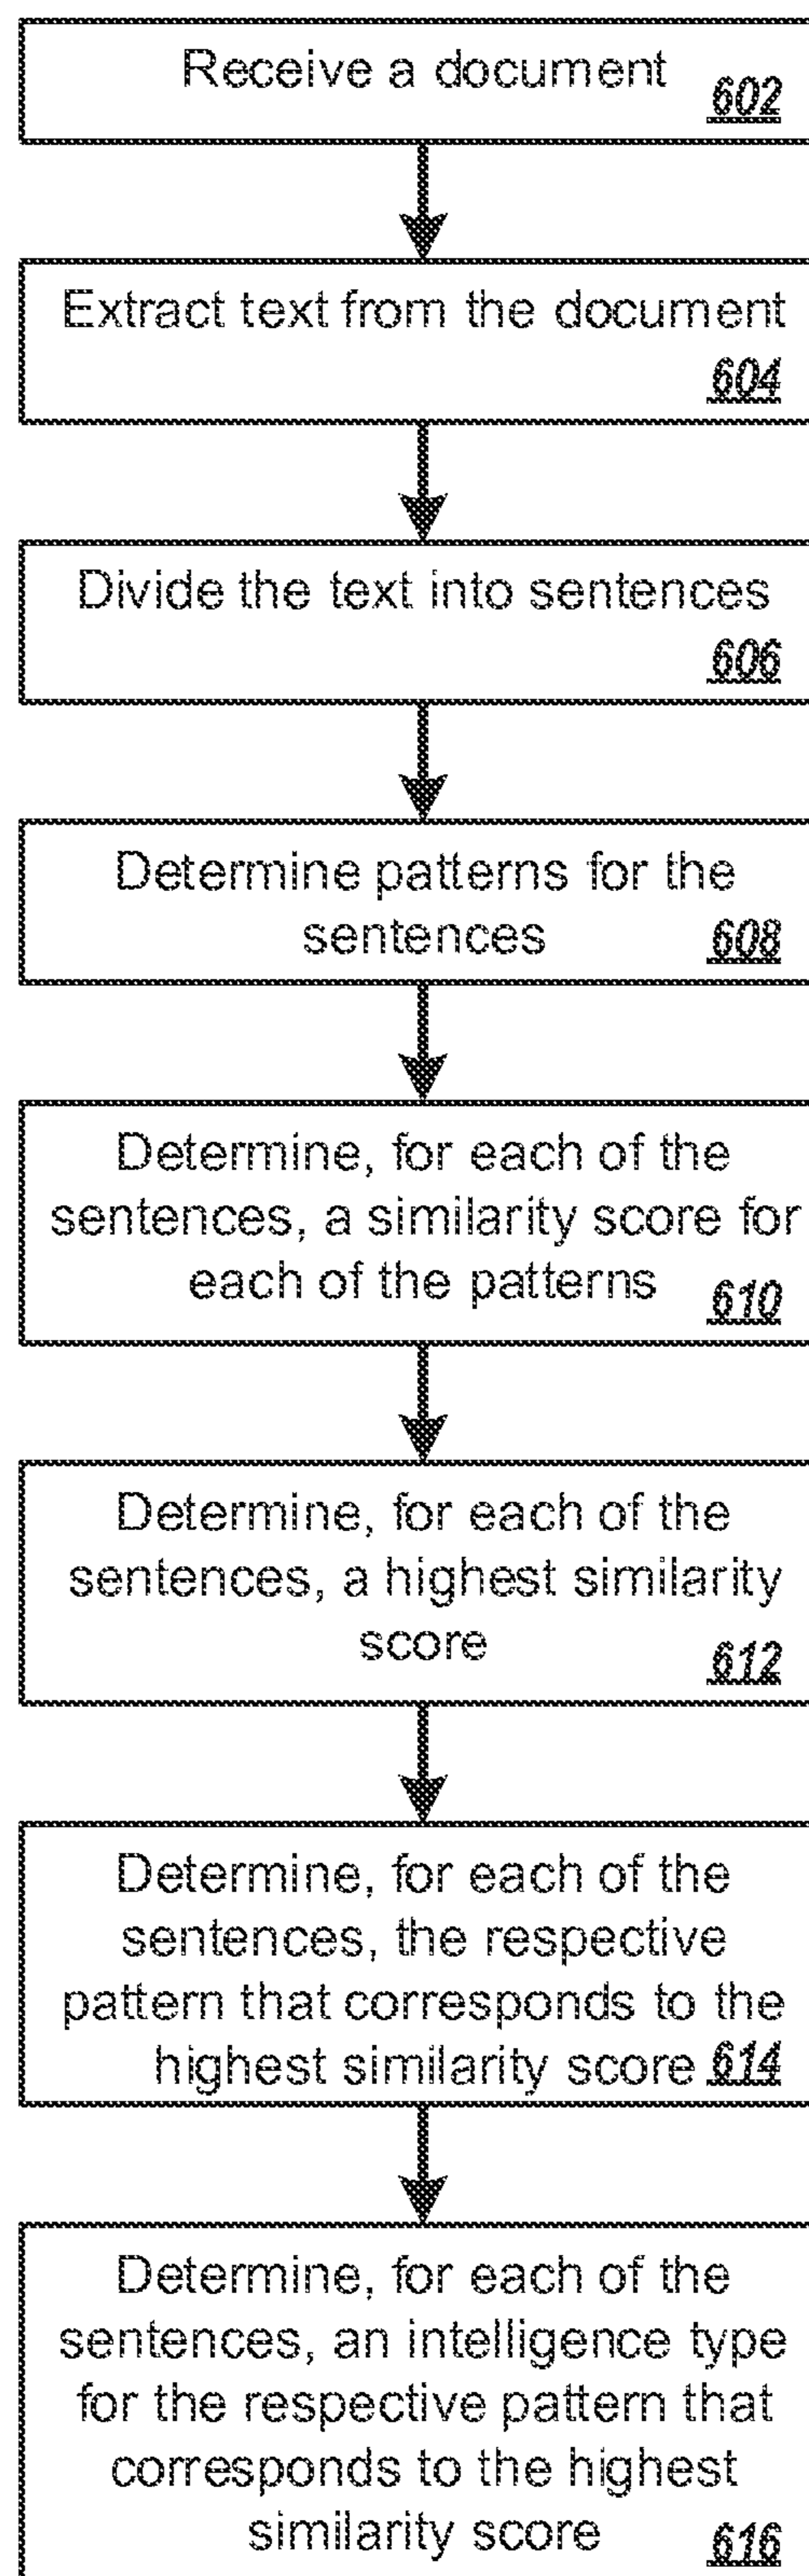 Receive a document
602
Extract text from the document
604
Divide the text into sentences
606
Determine patterns for the
sentences 608
Determine, for each of the
sentences, a similarity score for
each of the patterns 610
Determine, for each of the
sentences, a highest similarity
score 612
Determine, for each of the
sentences, the respective
pattern that corresponds to the
highest similarity score 614
Determine, for each of the
sentences, an intelligence type
for the respective pattern that
corresponds to the highest
similarity score 616